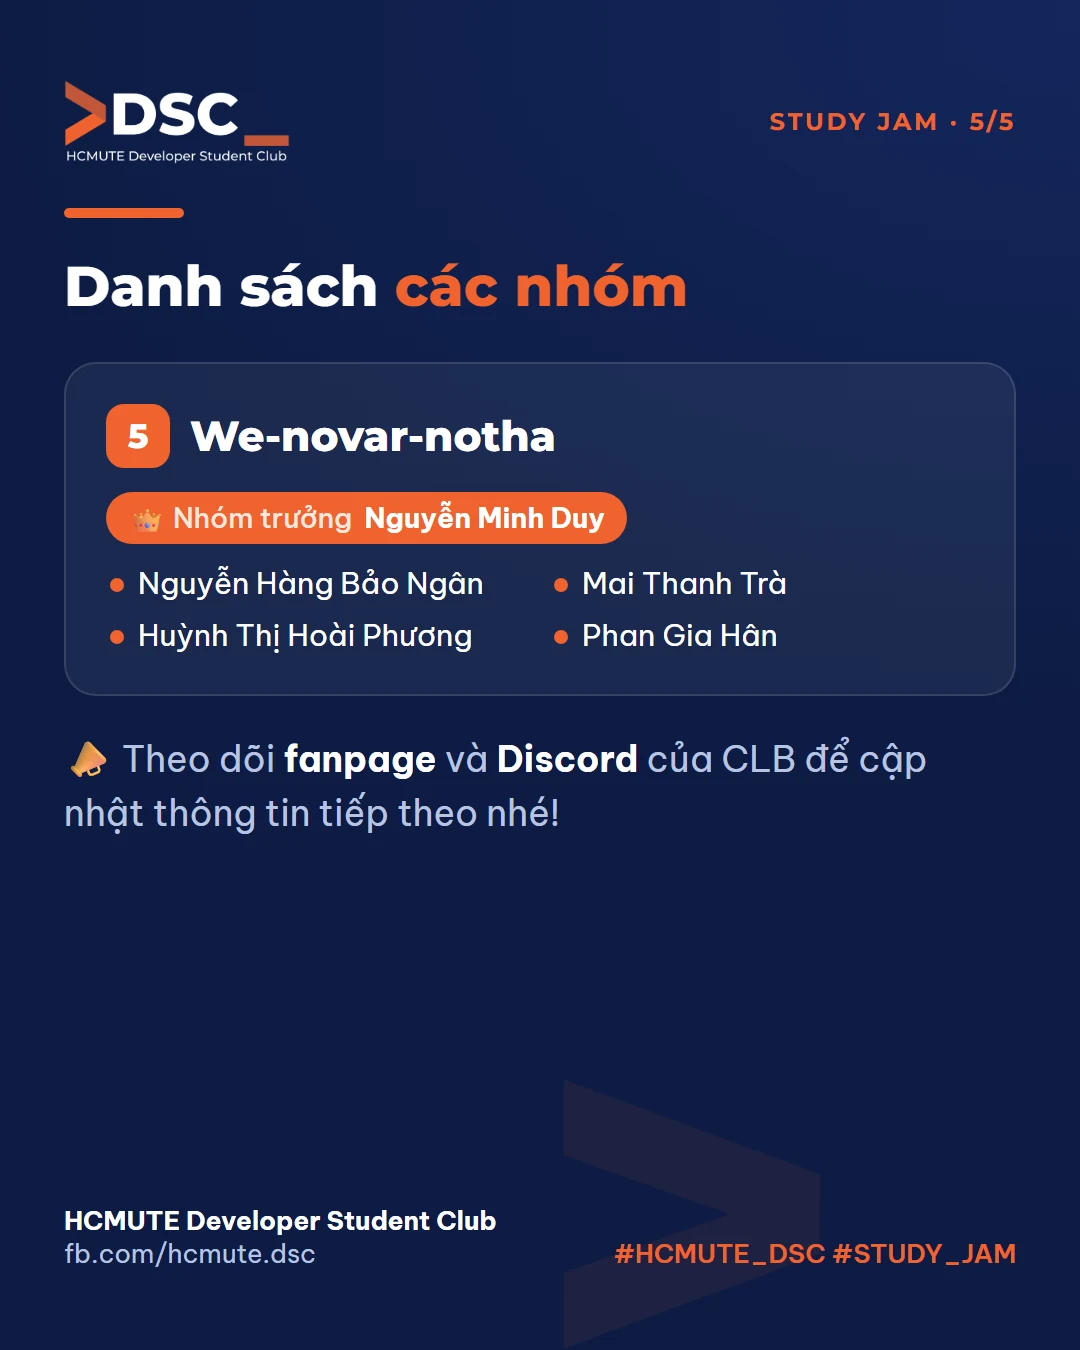 >DSC_
HCMUTE Developer Student Club
STUDY JAM · 5/5
Danh sách các nhóm
5 We-novar-notha
👑 Nhóm trưởng Nguyễn Minh Duy
• Nguyễn Hàng Bảo Ngân • Mai Thanh Trà
• Huỳnh Thị Hoài Phương • Phan Gia Hân
📣 Theo dõi fanpage và Discord của CLB để cập
nhật thông tin tiếp theo nhé!
HCMUTE Developer Student Club
fb.com/hcmute.dsc
#HCMUTE_DSC #STUDY_JAM